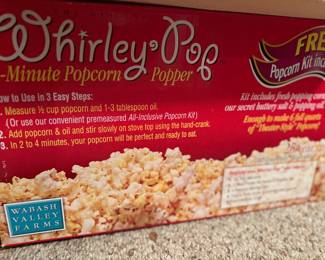 Whirley·Pop
-Minute Popcorn Popper
FRE
Popcorn Kit incl
ow to Use in 3 Easy Steps:
Measure ½ cup popcorn and 1-3 tablespoon oil.
(Or use our convenient premeasured All-Inclusive Popcorn Kit)
2. Add popcorn & oil and stir slowly on stove top using the hand-crank.
3. In 2 to 4 minutes, your popcorn will be perfect and ready to eat.
Kit includes fresh popping corn
our secret buttery salt & popping oil
Enough to make 6 full quarts
of "Theater-Style" Popcorn!
WABASH
VALLEY
FARMS